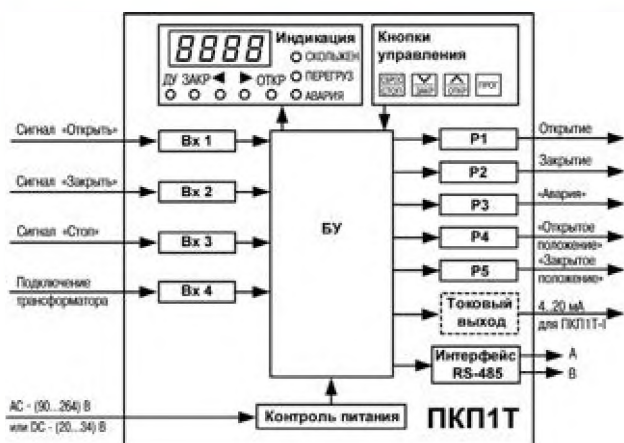 8888
Индикация
СКОЛЬЖЕН
ПЕРЕГРУЗ
АВАРИЯ
ДУ ЗАКР ОТКР
Кнопки
управления
СБРОС
СТОП
ЗАКР
ОТКР
ПРОГ
Сигнал «Открыть»
Вх 1
Сигнал «Закрыть»
Вх 2
Сигнал «Стоп»
Вх 3
Подключение
трансформатора
Вх 4
БУ
Р1
Открытие
Р2
Закрытие
Р3
«Авария»
Р4
«Открытое
положение»
Р5
«Закрытое
положение»
Токовый
выход
4...20 мА
для ПКП1Т-I
Интерфейс
RS-485
А
В
АС - (90...264) В
или DC - (20...34) В
Контроль питания
ПКП1Т